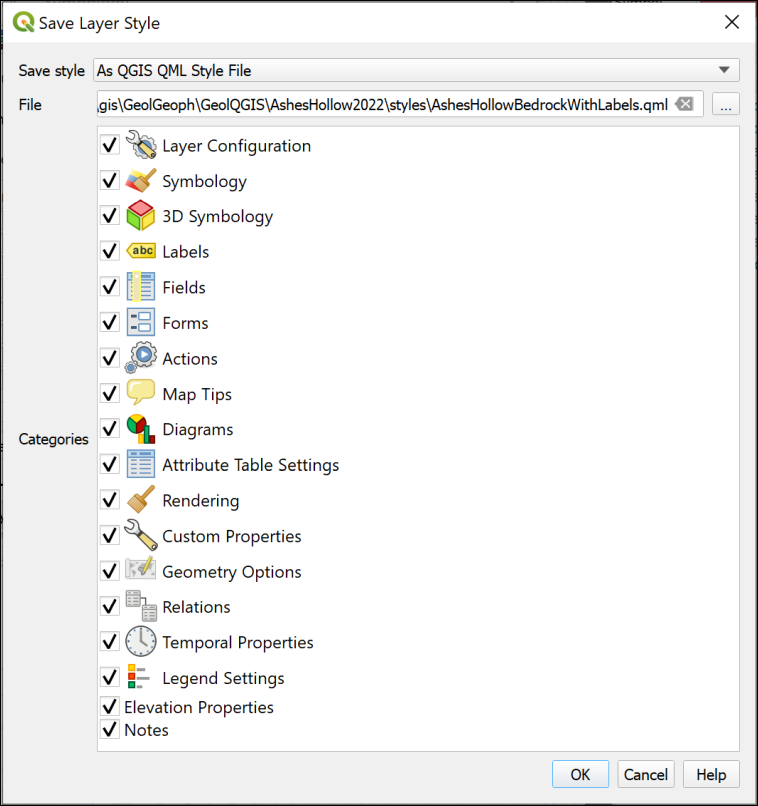 Save Layer Style
Save style As QGIS QML Style File
File \gis\GeolGeoph\GeolQGIS\AshesHollow2022\styles\AshesHollowBedrockWithLabels.qml ...
Layer Configuration
Symbology
3D Symbology
abc Labels
Fields
Forms
Actions
Map Tips
Categories
Diagrams
Attribute Table Settings
Rendering
Custom Properties
Geometry Options
Relations
Temporal Properties
Legend Settings
Elevation Properties
Notes
OK Cancel Help